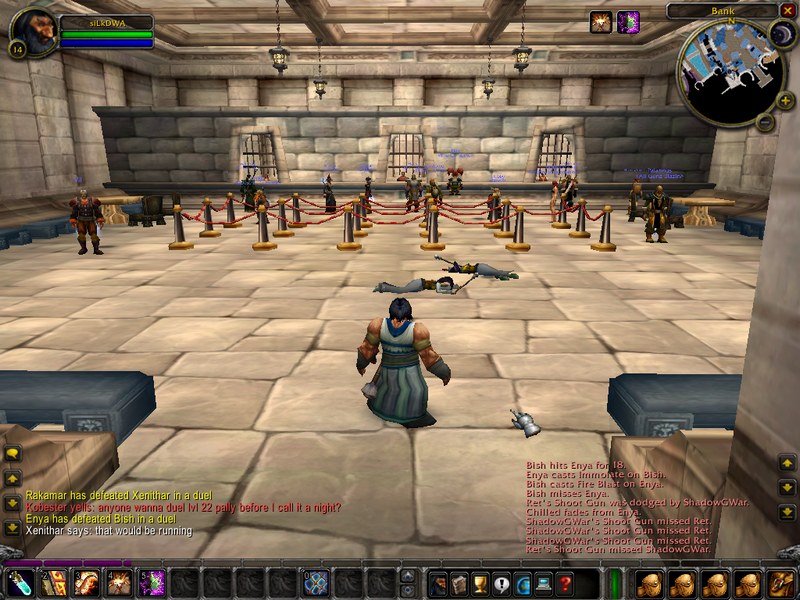 siLkDWA
14
Bank
N
Bish hits Enya for 18.
Enya casts Immolate on Bish.
Bish casts Fire Blast on Enya.
Bish misses Enya.
Ret's Shoot Gun was dodged by ShadowGWar.
Chilled fades from Enya.
ShadowGWar's Shoot Gun missed Ret.
ShadowGWar's Shoot Gun missed Ret.
ShadowGWar's Shoot Gun missed Ret.
Ret's Shoot Gun missed ShadowGWar.
Rakamar has defeated Xenithar in a duel
Kobester yells: anyone wanna duel lvl 22 pally before I call it a night?
Enya has defeated Bish in a duel
Xenithar says: that would be running